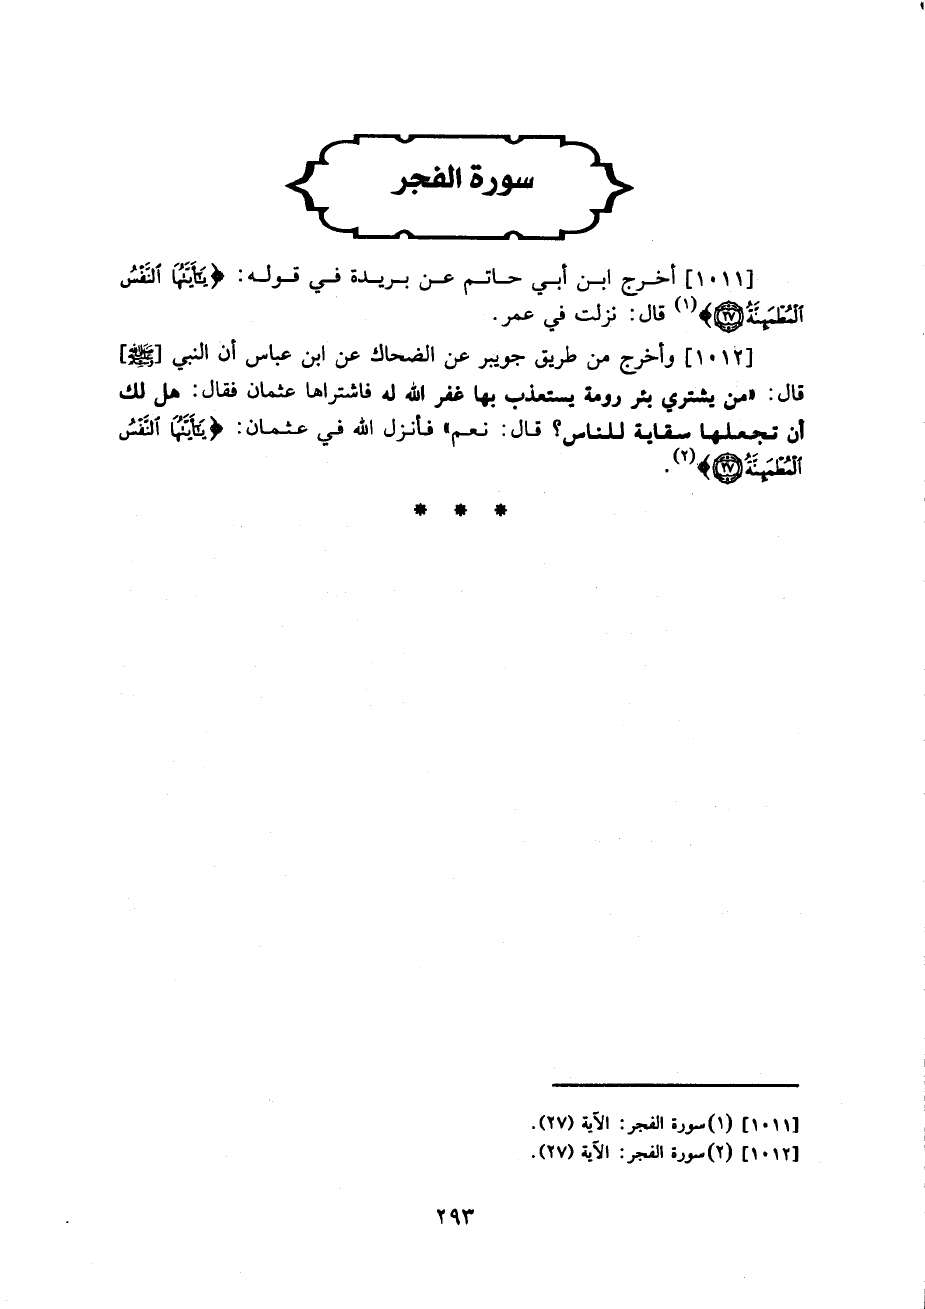 سورة الفجر
[١٠١١] أخرج ابن أبي حاتم عن بريدة في قوله: ﴿يَٰٓأَيَّتُهَا ٱلنَّفْسُ
ٱلْمُطْمَئِنَّةُ ٢٧﴾(١) قال: نزلت في عمر.
[١٠١٢] وأخرج من طريق جويبر عن الضحاك عن ابن عباس أن النبي [ﷺ]
قال: «من يشتري بئر رومة يستعذب بها غفر الله له فاشتراها عثمان فقال: هل لك
أن تجعلها سقاية للناس؟ قال: نعم» فأنزل الله في عثمان: ﴿يَٰٓأَيَّتُهَا ٱلنَّفْسُ
ٱلْمُطْمَئِنَّةُ ٢٧﴾(٢).
* * *
[١٠١١] (١) سورة الفجر: الآية (٢٧).
[١٠١٢] (٢) سورة الفجر: الآية (٢٧).
٢٩٣